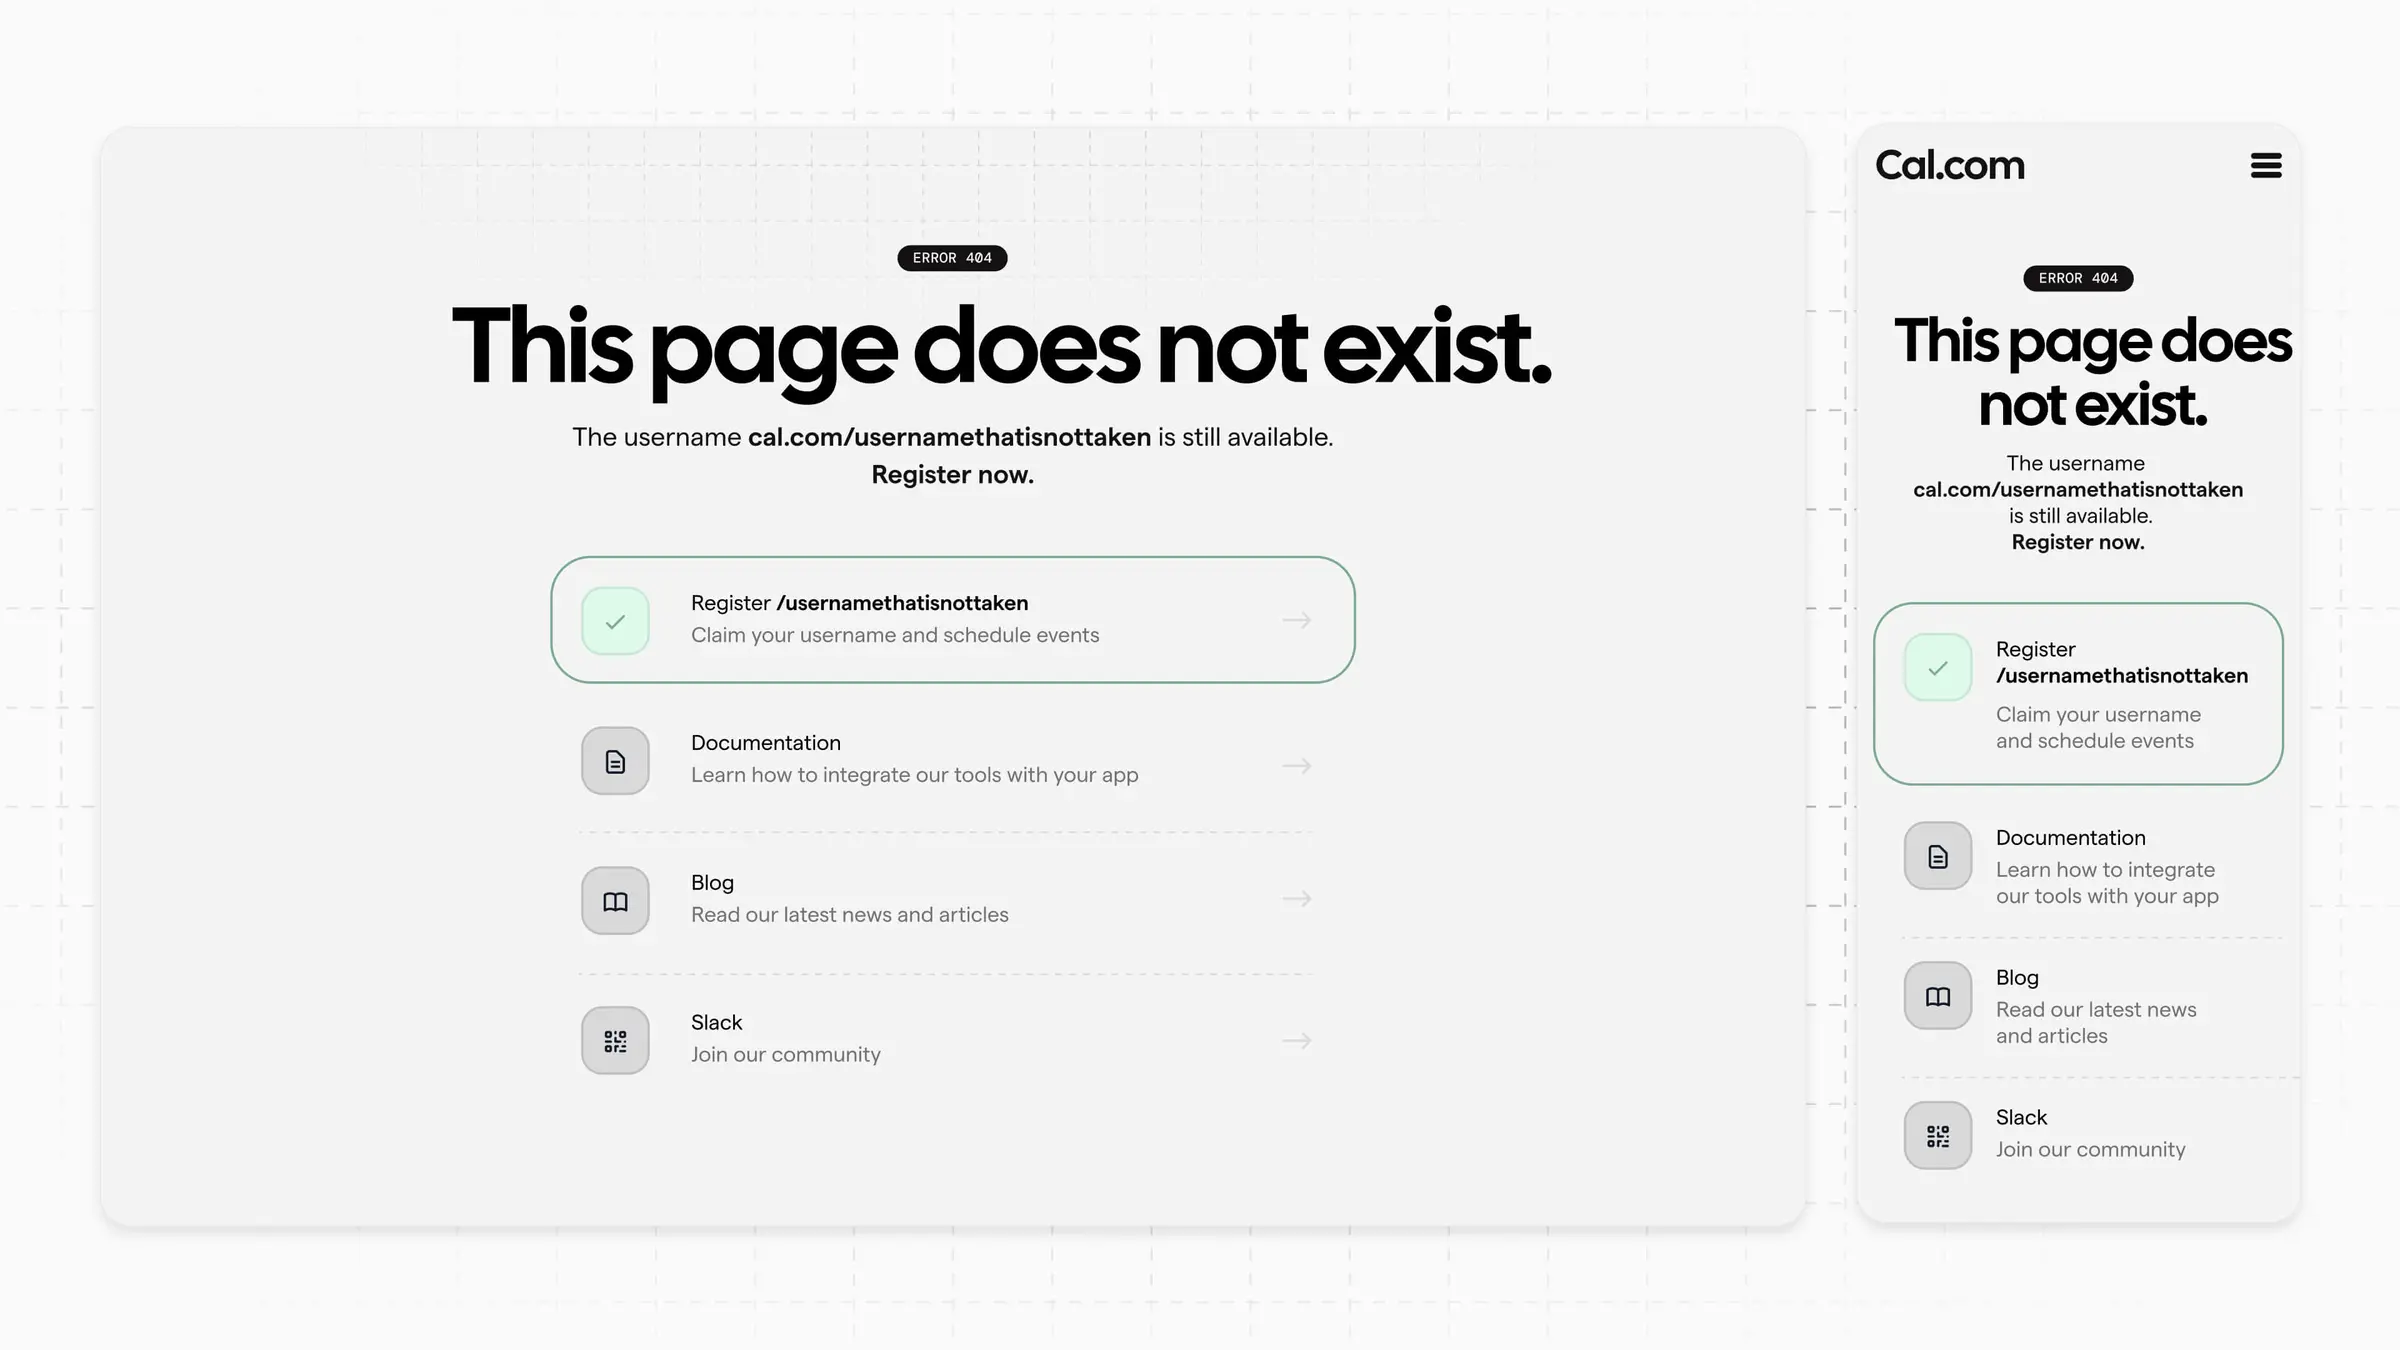 ERROR 404
This page does not exist.
The username cal.com/usernamethatisnottaken is still available.
Register now.
Register /usernamethatisnottaken
Claim your username and schedule events
Documentation
Learn how to integrate our tools with your app
Blog
Read our latest news and articles
Slack
Join our community
Cal.com
ERROR 404
This page does
not exist.
The username
cal.com/usernamethatisnottaken
is still available.
Register now.
Register
/usernamethatisnottaken
Claim your username
and schedule events
Documentation
Learn how to integrate
our tools with your app
Blog
Read our latest news
and articles
Slack
Join our community